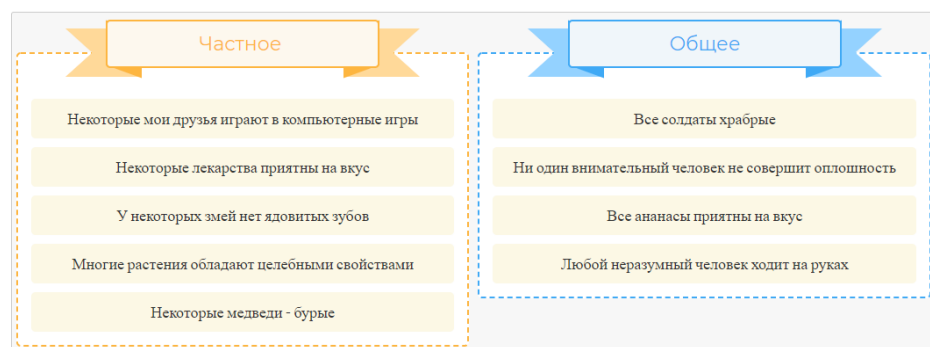 Частное
Некоторые мои друзья играют в компьютерные игры
Некоторые лекарства приятны на вкус
У некоторых змей нет ядовитых зубов
Многие растения обладают целебными свойствами
Некоторые медведи - бурые
Общее
Все солдаты храбрые
Ни один внимательный человек не совершит оплошность
Все ананасы приятны на вкус
Любой неразумный человек ходит на руках